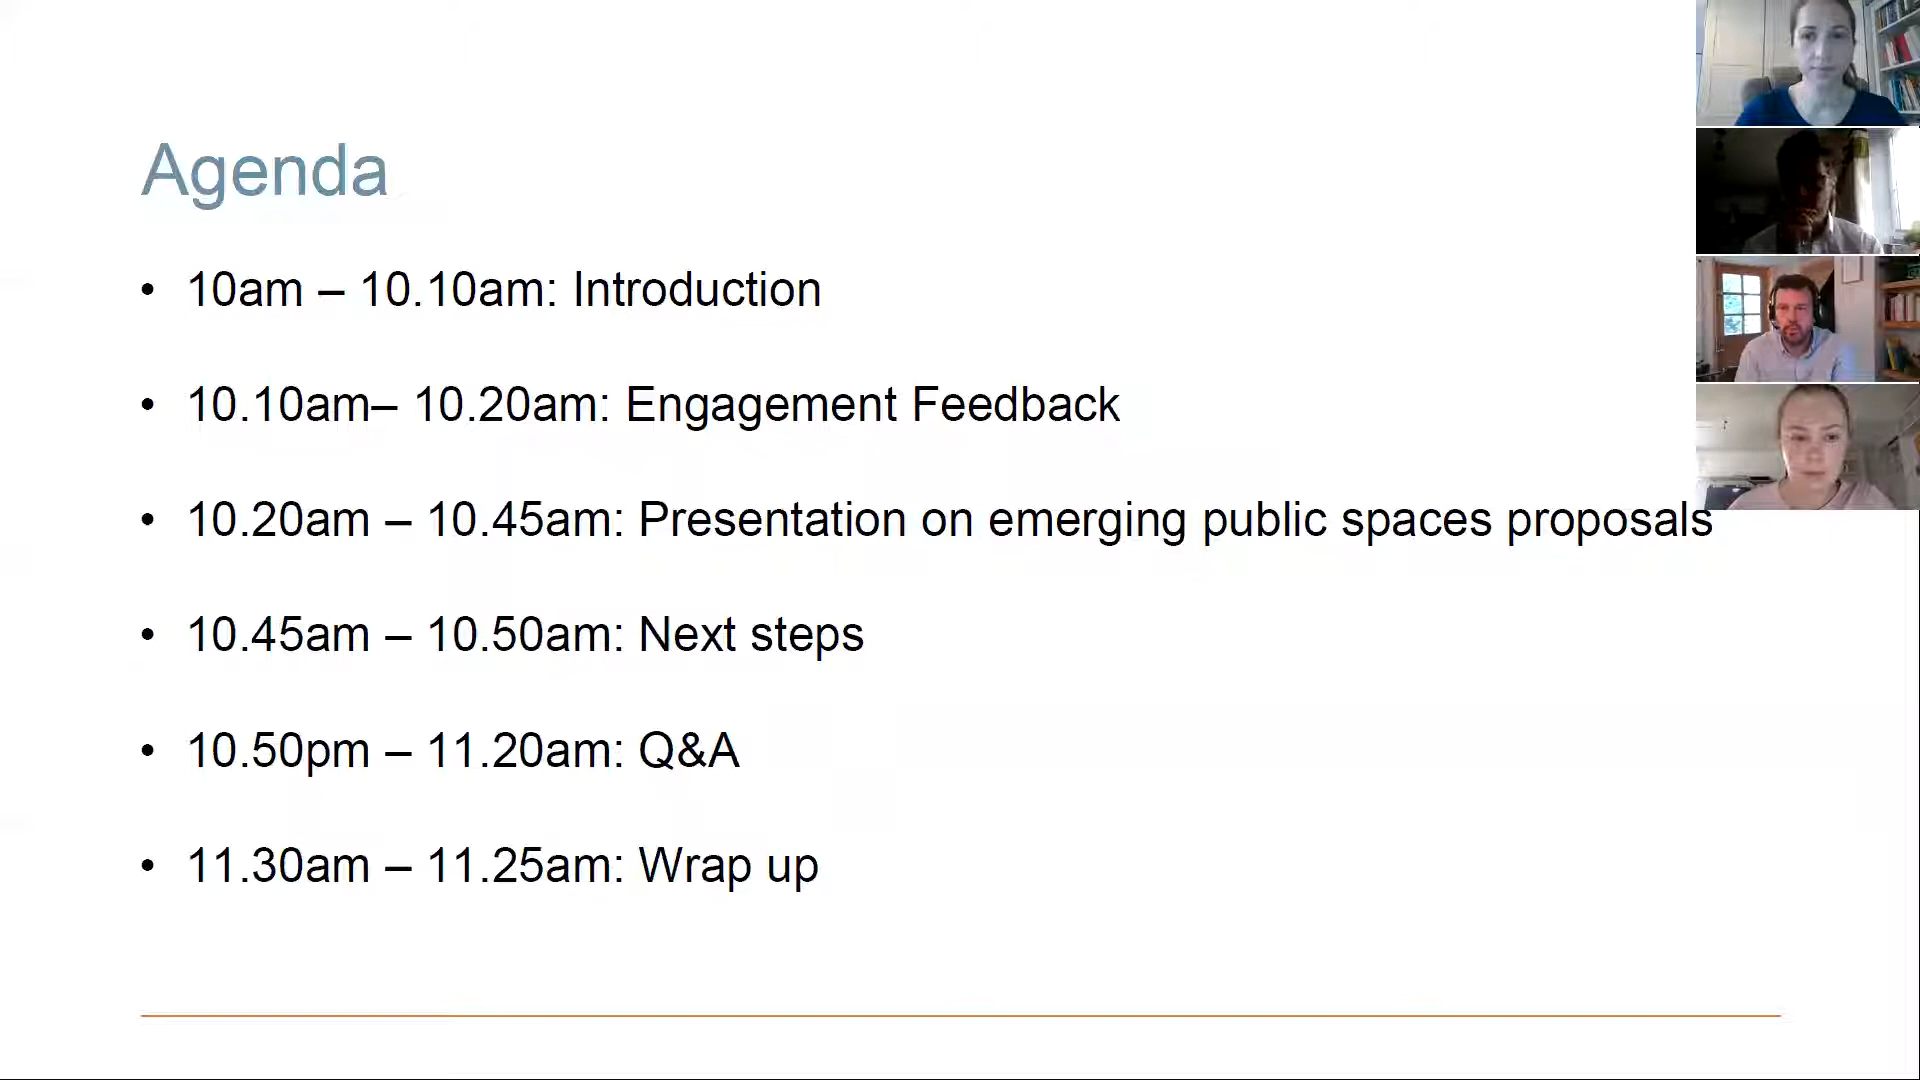 Agenda
• 10am – 10.10am: Introduction
• 10.10am– 10.20am: Engagement Feedback
• 10.20am – 10.45am: Presentation on emerging public spaces proposals
• 10.45am – 10.50am: Next steps
• 10.50pm – 11.20am: Q&A
• 11.30am – 11.25am: Wrap up